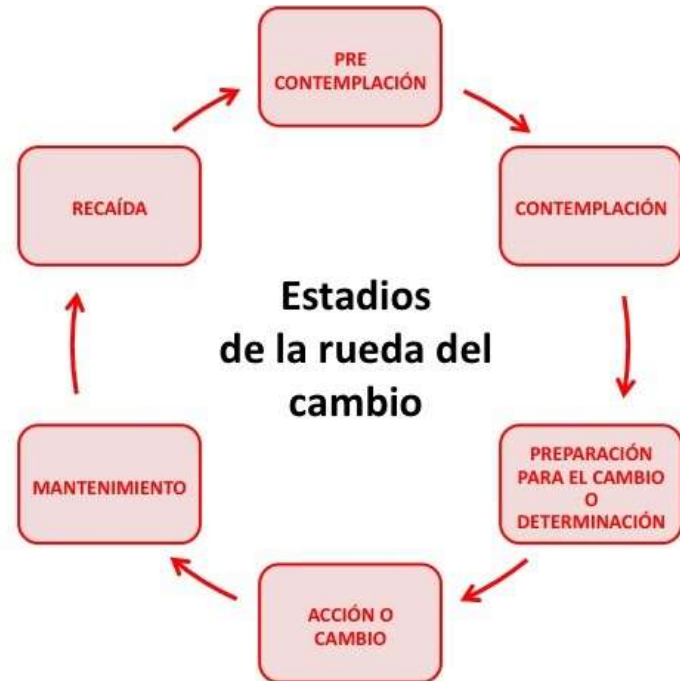 PRE
CONTEMPLACIÓN
CONTEMPLACIÓN
PREPARACIÓN
PARA EL CAMBIO
O
DETERMINACIÓN
ACCIÓN O
CAMBIO
MANTENIMIENTO
RECAÍDA
Estadios
de la rueda del
cambio